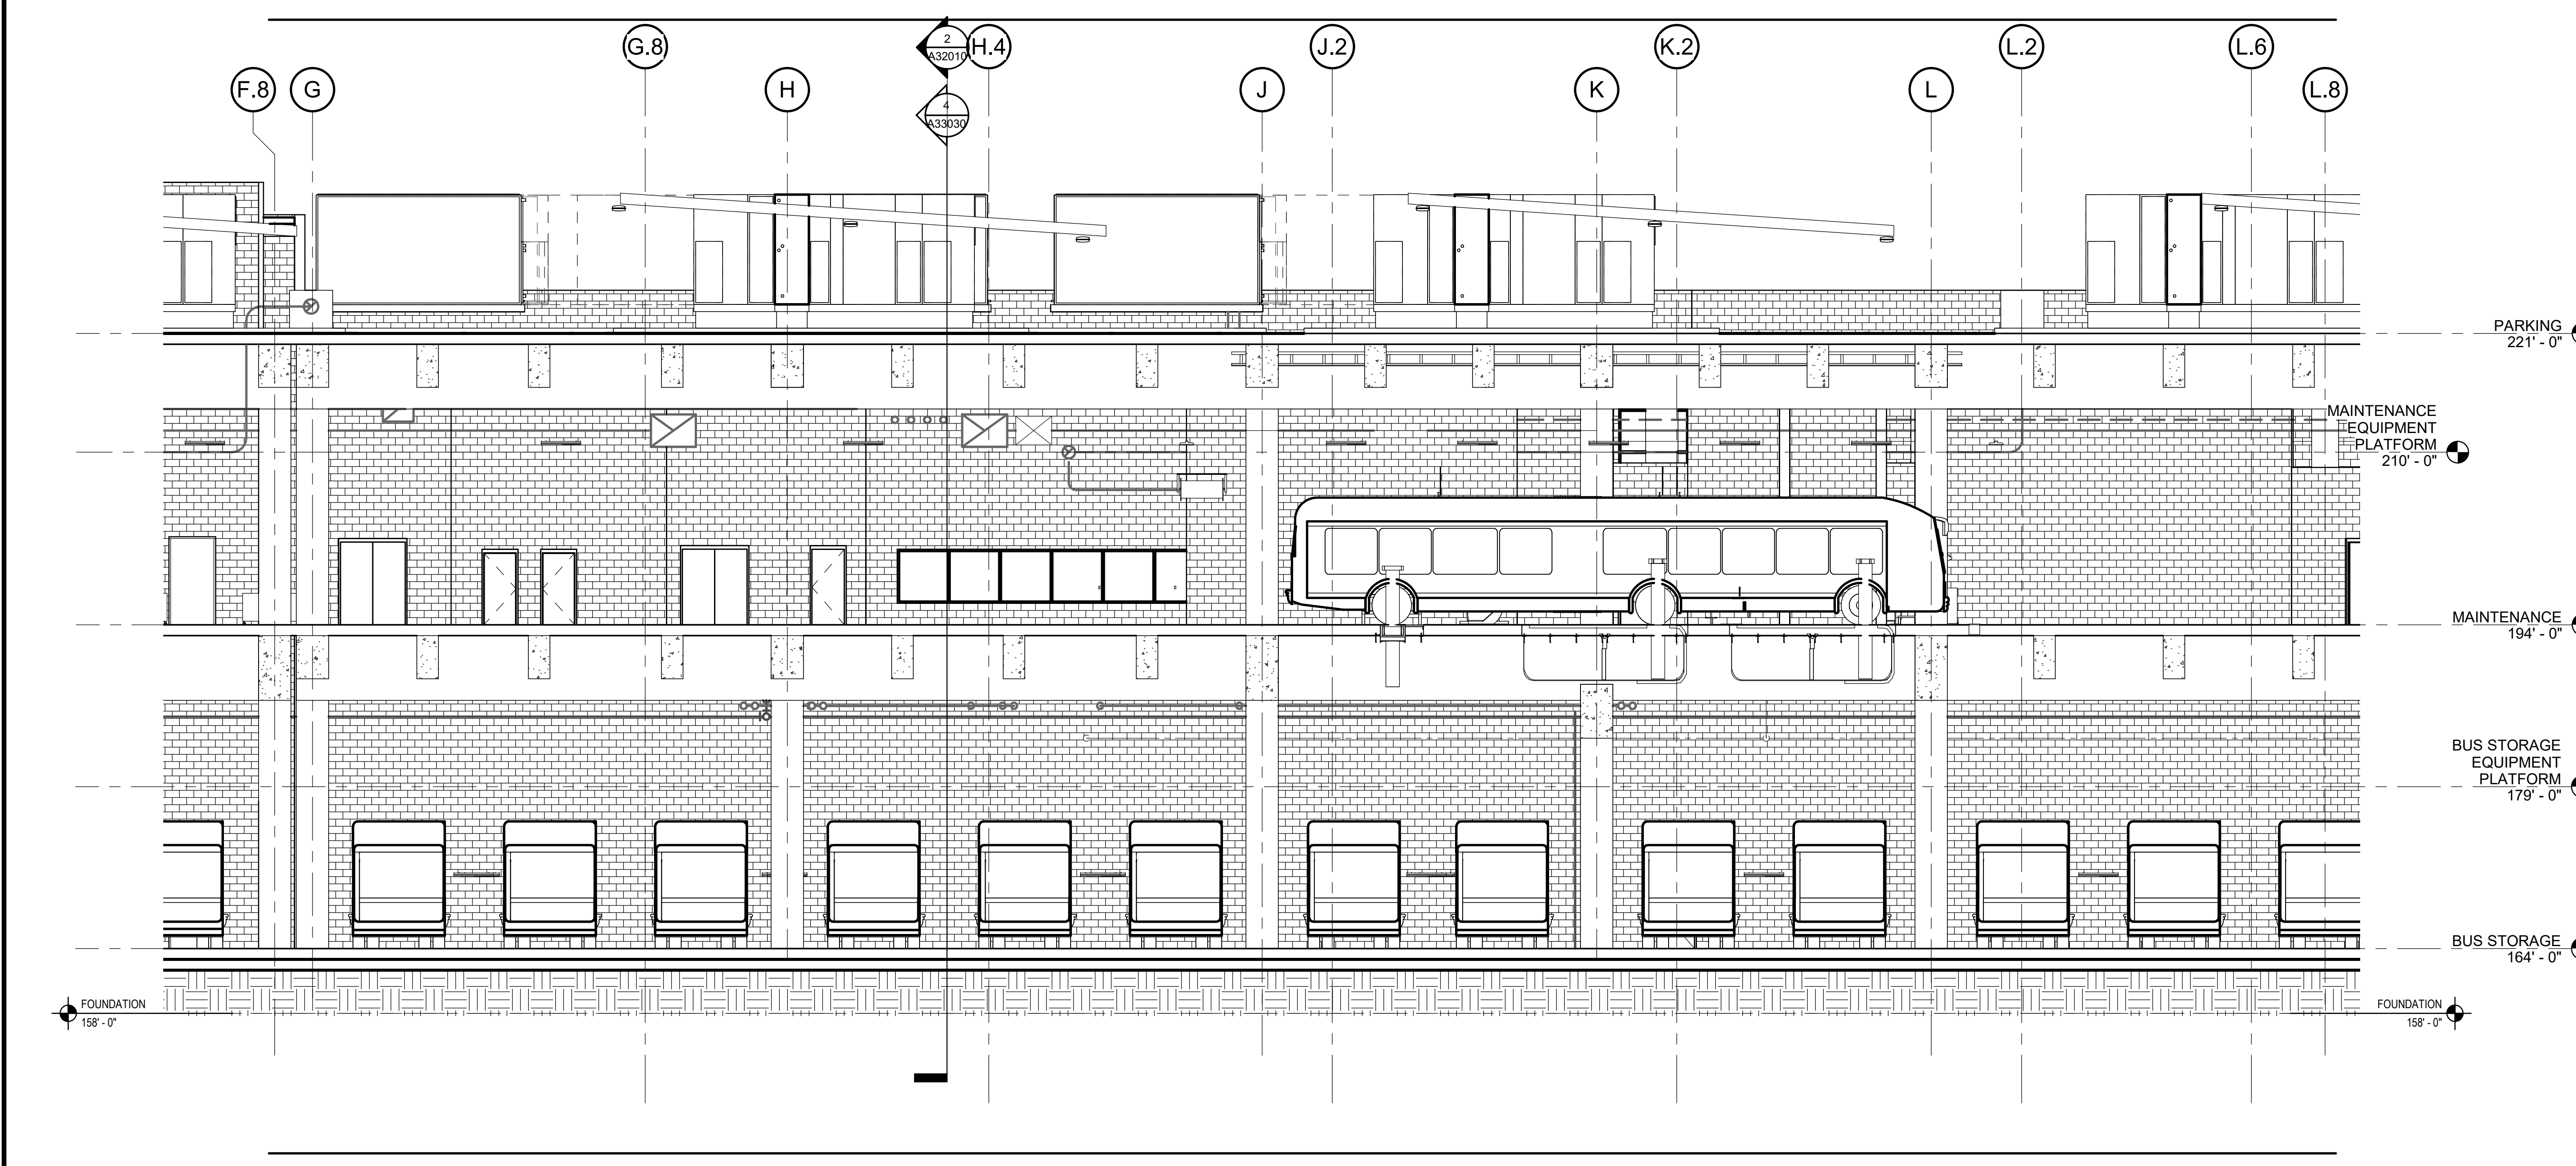 G.8
2
A32010
H.4
J.2
K.2
L.2
L.6
F.8
G
H
4
A33030
J
K
L
L.8
PARKING
221' - 0"
MAINTENANCE
EQUIPMENT
PLATFORM
210' - 0"
MAINTENANCE
194' - 0"
BUS STORAGE
EQUIPMENT
PLATFORM
179' - 0"
BUS STORAGE
164' - 0"
FOUNDATION
158' - 0"
FOUNDATION
158' - 0"